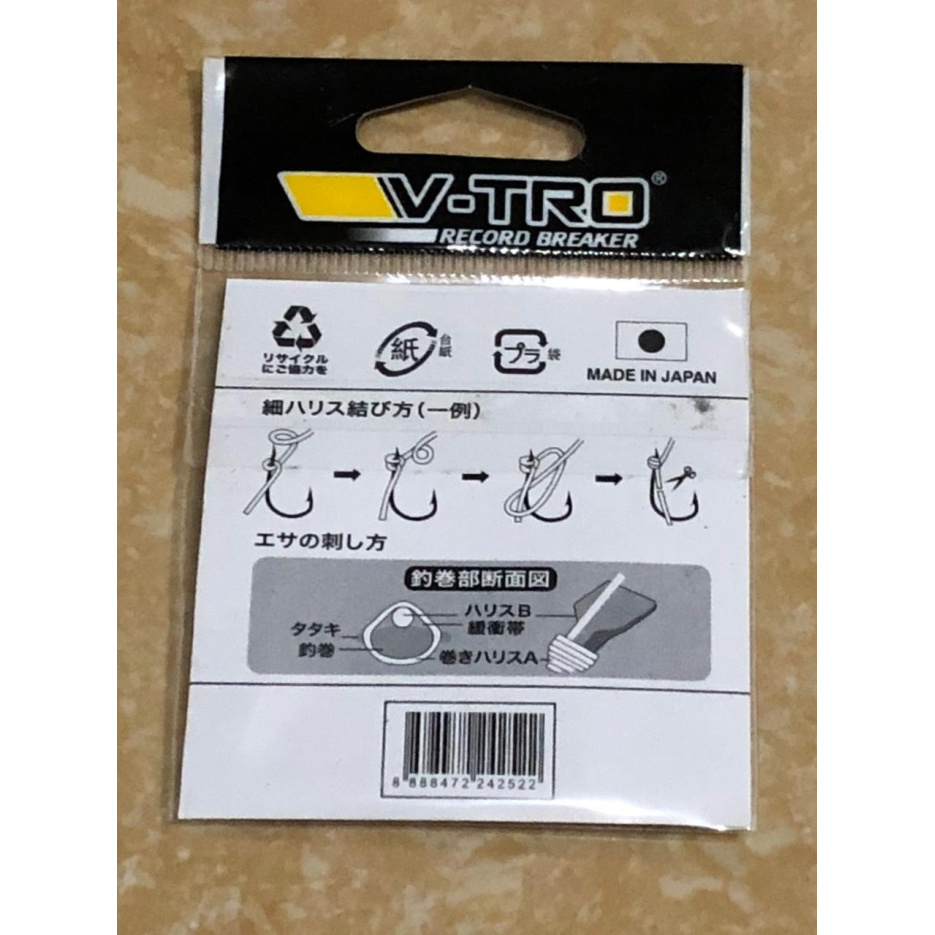 V-TRO®
RECORD BREAKER
リサイクル
にご協力を
紙
台紙
プラ
袋
MADE IN JAPAN
細ハリス結び方(一例)
エサの刺し方
釣巻部断面図
ハリスB
緩衝帯
タタキ
釣巻
巻きハリスA
8 888472 242522